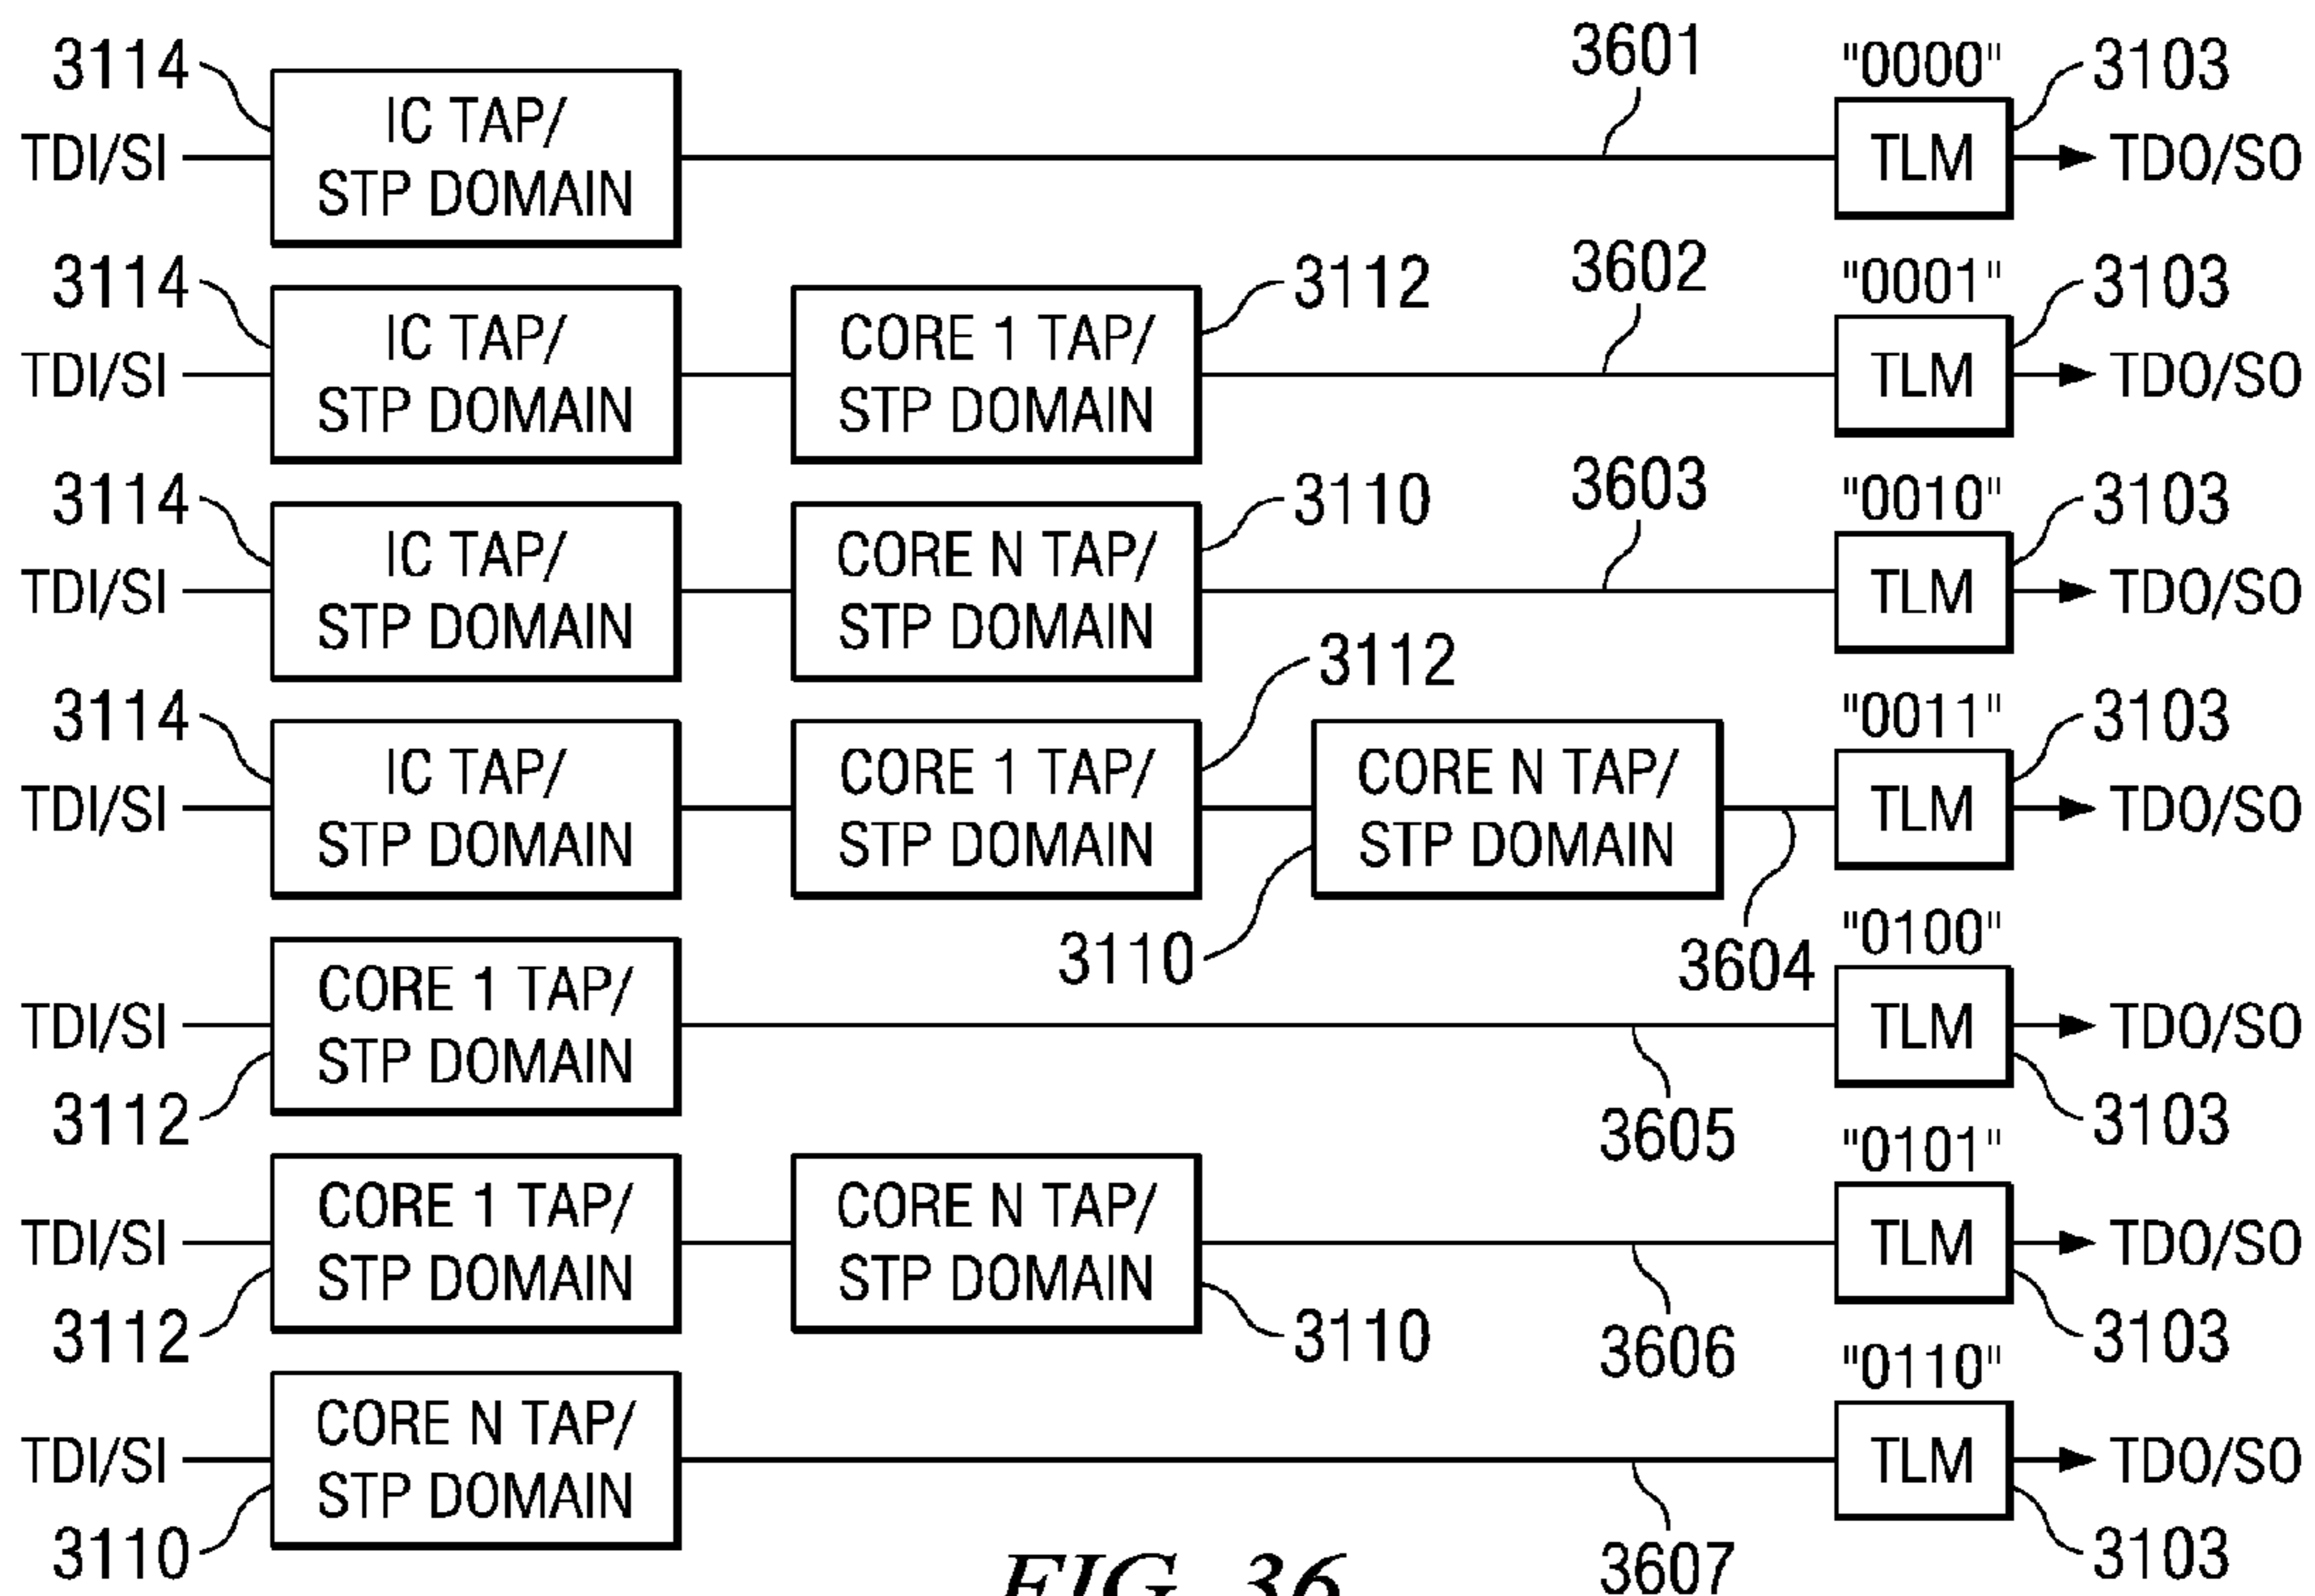 3114
TDI/SI
IC TAP/
STP DOMAIN
3601
"0000"
TLM
3103
TDO/SO
3114
TDI/SI
IC TAP/
STP DOMAIN
CORE 1 TAP/
STP DOMAIN
3112
3602
"0001"
TLM
3103
TDO/SO
3114
TDI/SI
IC TAP/
STP DOMAIN
CORE N TAP/
STP DOMAIN
3110
3603
"0010"
TLM
3103
TDO/SO
3114
TDI/SI
IC TAP/
STP DOMAIN
CORE 1 TAP/
STP DOMAIN
3112
CORE N TAP/
STP DOMAIN
3110
3604
"0011"
TLM
3103
TDO/SO
TDI/SI
3112
CORE 1 TAP/
STP DOMAIN
3605
"0100"
TLM
TDO/SO
3103
TDI/SI
3112
CORE 1 TAP/
STP DOMAIN
CORE N TAP/
STP DOMAIN
3110
3606
"0101"
TLM
TDO/SO
3103
TDI/SI
3110
CORE N TAP/
STP DOMAIN
3607
"0110"
TLM
TDO/SO
3103
FIG. 36